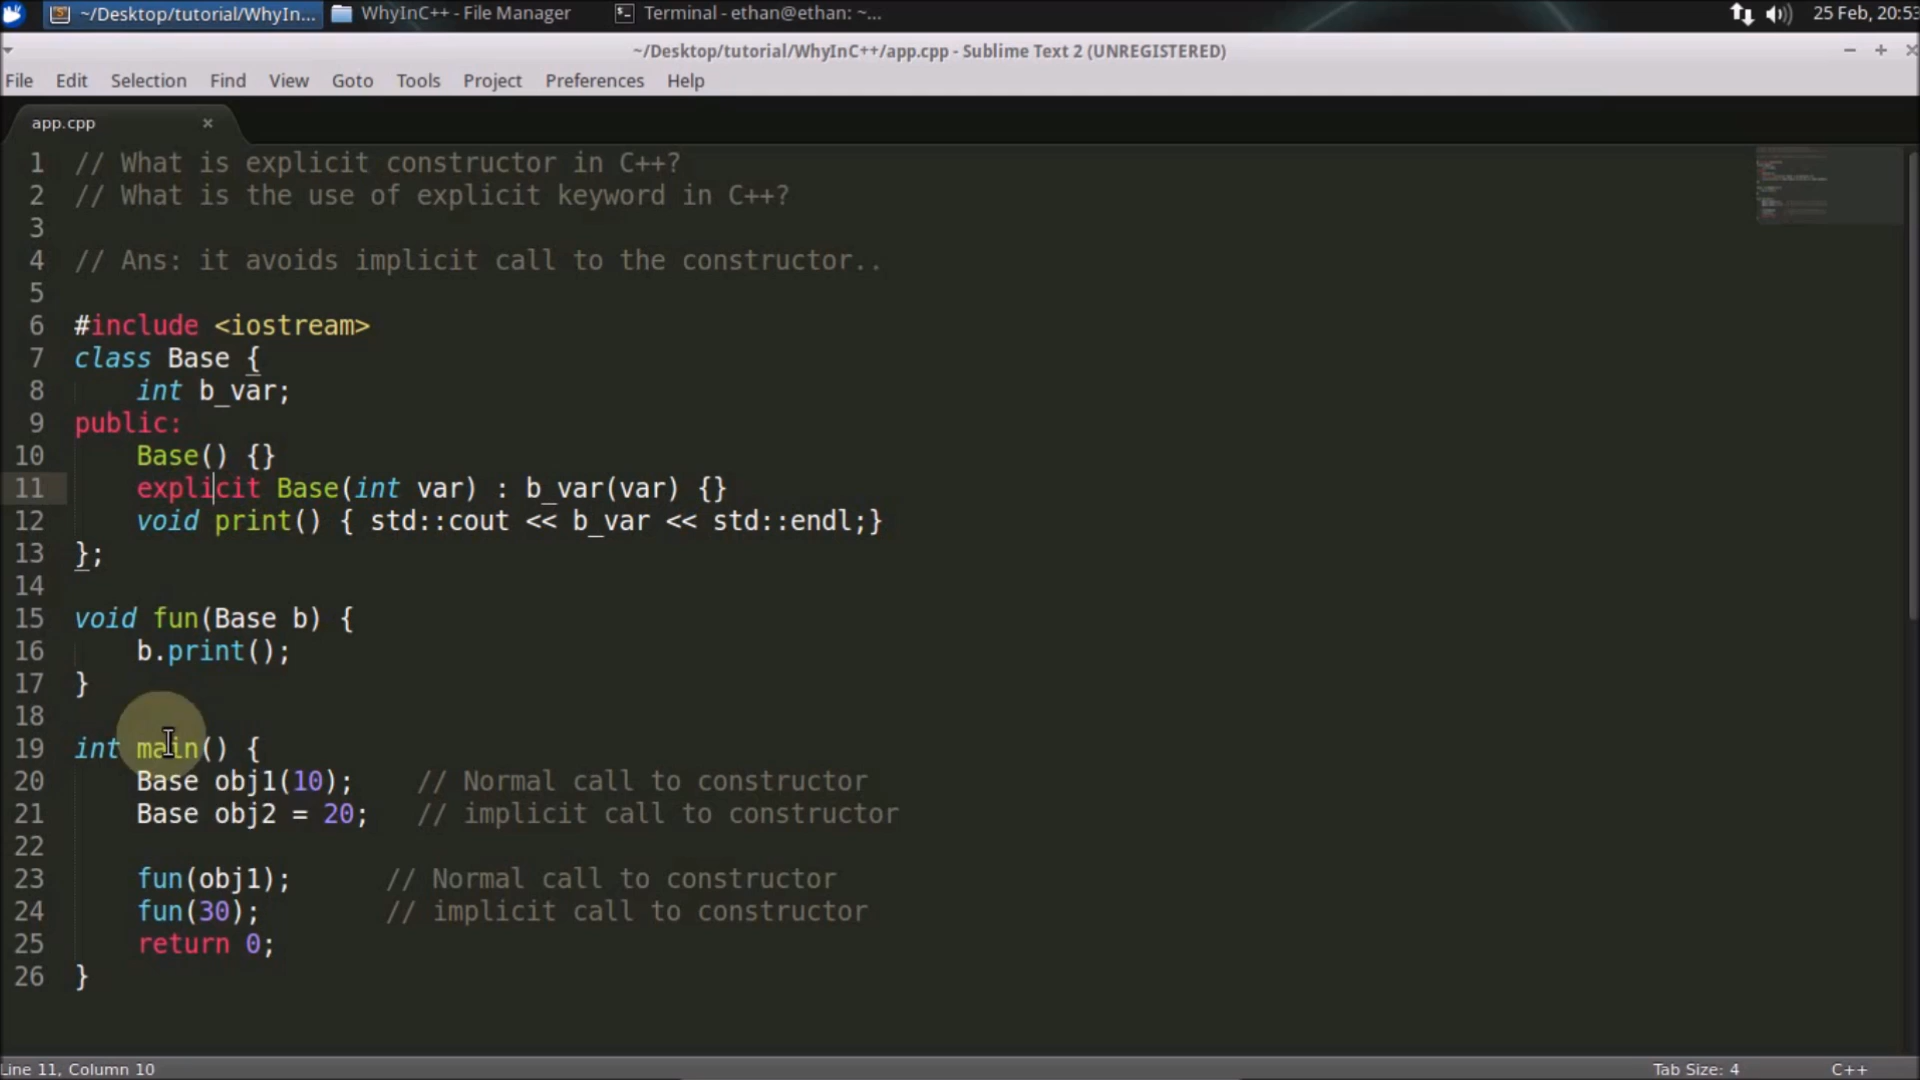 ~/Desktop/tutorial/WhyIn... WhyInC++ - File Manager Terminal - ethan@ethan: ~... 25 Feb, 20:53
~/Desktop/tutorial/WhyInC++/app.cpp - Sublime Text 2 (UNREGISTERED)
File Edit Selection Find View Goto Tools Project Preferences Help
app.cpp ×
1 // What is explicit constructor in C++?
2 // What is the use of explicit keyword in C++?
3
4 // Ans: it avoids implicit call to the constructor..
5
6 #include <iostream>
7 class Base {
8     int b_var;
9 public:
10     Base() {}
11     explicit Base(int var) : b_var(var) {}
12     void print() { std::cout << b_var << std::endl;}
13 };
14
15 void fun(Base b) {
16     b.print();
17 }
18
19 int main() {
20     Base obj1(10);    // Normal call to constructor
21     Base obj2 = 20;   // implicit call to constructor
22
23     fun(obj1);      // Normal call to constructor
24     fun(30);        // implicit call to constructor
25     return 0;
26 }
Line 11, Column 10 Tab Size: 4 C++